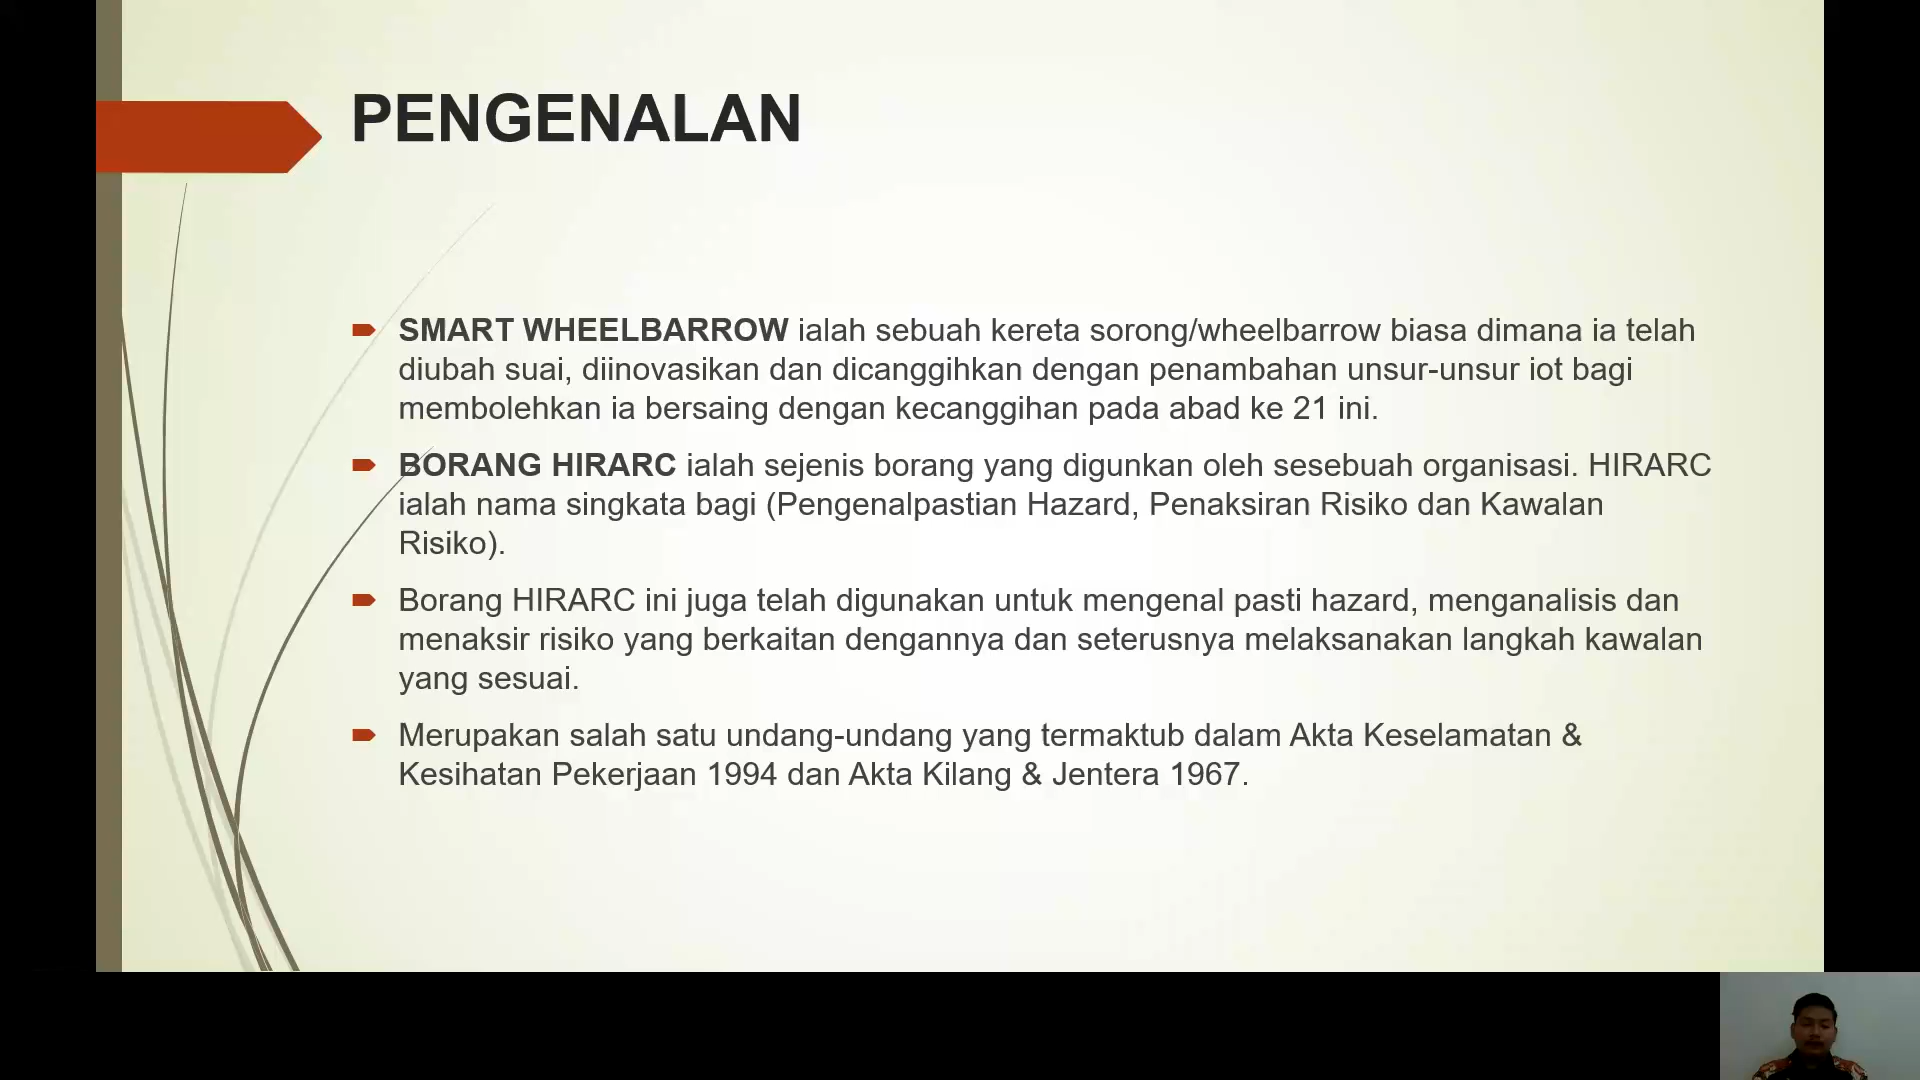 PENGENALAN
SMART WHEELBARROW ialah sebuah kereta sorong/wheelbarrow biasa dimana ia telah
diubah suai, diinovasikan dan dicanggihkan dengan penambahan unsur-unsur iot bagi
membolehkan ia bersaing dengan kecanggihan pada abad ke 21 ini.
BORANG HIRARC ialah sejenis borang yang digunkan oleh sesebuah organisasi. HIRARC
ialah nama singkata bagi (Pengenalpastian Hazard, Penaksiran Risiko dan Kawalan
Risiko).
Borang HIRARC ini juga telah digunakan untuk mengenal pasti hazard, menganalisis dan
menaksir risiko yang berkaitan dengannya dan seterusnya melaksanakan langkah kawalan
yang sesuai.
Merupakan salah satu undang-undang yang termaktub dalam Akta Keselamatan &
Kesihatan Pekerjaan 1994 dan Akta Kilang & Jentera 1967.